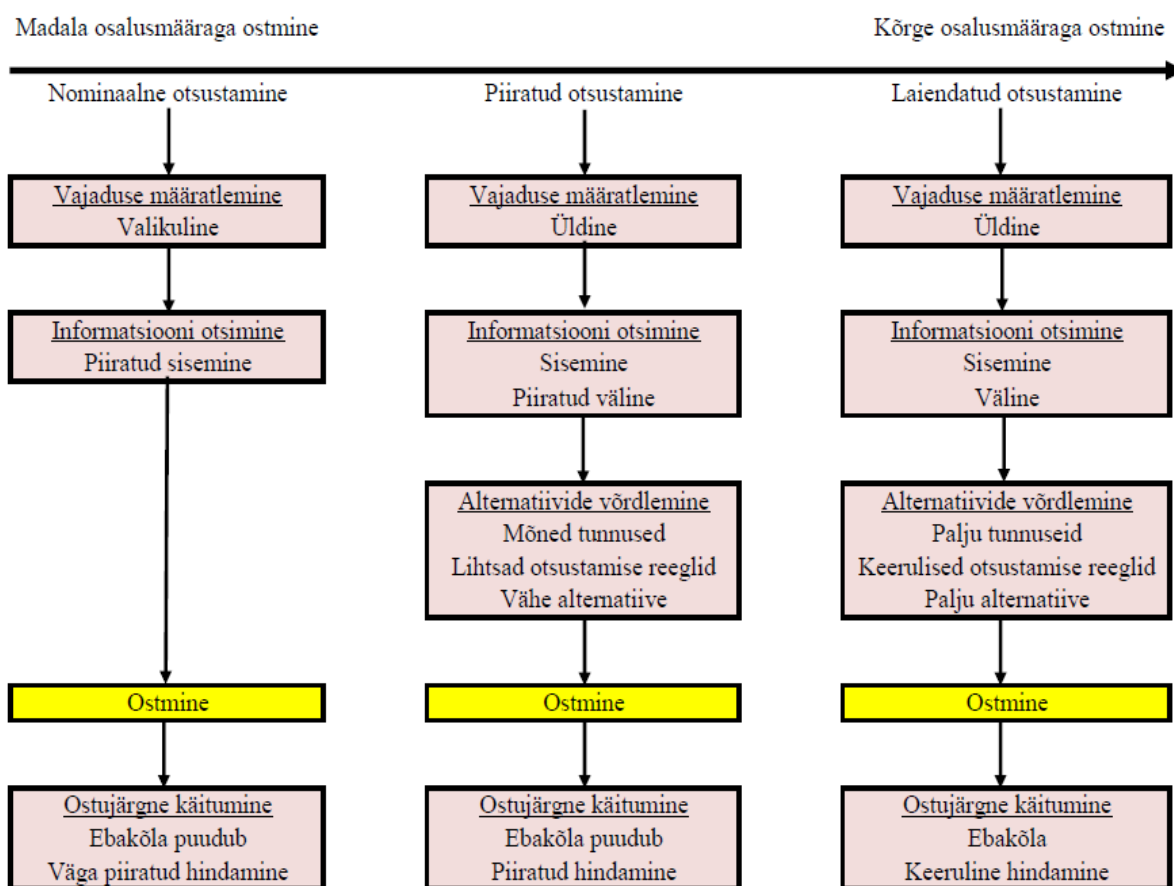 Madala osalusmääraga ostmine
Kõrge osalusmääraga ostmine
Nominaalne otsustamine
Piiratud otsustamine
Laiendatud otsustamine
Vajaduse määratlemine
Valikuline
Vajaduse määratlemine
Üldine
Vajaduse määratlemine
Üldine
Informatsiooni otsimine
Piiratud sisemine
Informatsiooni otsimine
Sisemine
Piiratud väline
Informatsiooni otsimine
Sisemine
Väline
Alternatiivide võrdlemine
Mõned tunnused
Lihtsad otsustamise reeglid
Vähe alternatiive
Alternatiivide võrdlemine
Palju tunnuseid
Keerulised otsustamise reeglid
Palju alternatiive
Ostmine
Ostmine
Ostmine
Ostujärgne käitumine
Ebakõla puudub
Väga piiratud hindamine
Ostujärgne käitumine
Ebakõla puudub
Piiratud hindamine
Ostujärgne käitumine
Ebakõla
Keeruline hindamine